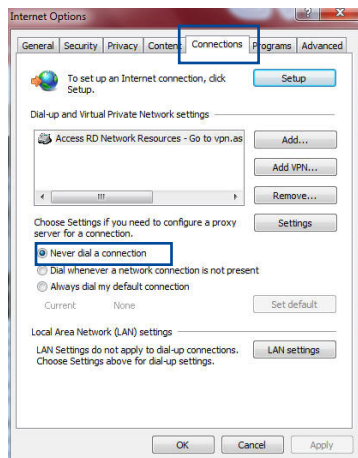 Internet Options
General Security Privacy Content Connections Programs Advanced
To set up an Internet connection, click
Setup.
Setup
Dial-up and Virtual Private Network settings
Access RD Network Resources - Go to vpn.as
Add...
Add VPN...
Remove...
Choose Settings if you need to configure a proxy
server for a connection.
Settings
Never dial a connection
Dial whenever a network connection is not present
Always dial my default connection
Current None
Set default
Local Area Network (LAN) settings
LAN Settings do not apply to dial-up connections.
Choose Settings above for dial-up settings.
LAN settings
OK Cancel Apply